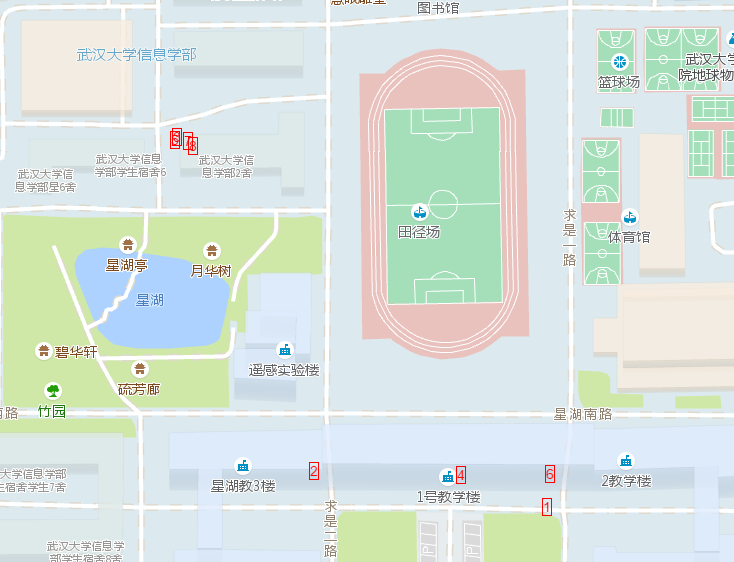 图书馆
武汉大学信息学部
篮球场
武汉大学
院地球物
武汉大学信息
学部学生宿舍6
武汉大学信
息学部2舍
武汉大学信
息学部星6舍
5
7
8
田径场
求是一路
体育馆
星湖亭
月华树
星湖
碧华轩
硫芳廊
竹园
遥感实验楼
南路
星湖南路
大学信息学部
宿舍学生7舍
星湖教3楼
2
4
1号教学楼
6
2教学楼
1
求是二路
武汉大学信息学
部学生宿舍8舍
P
P